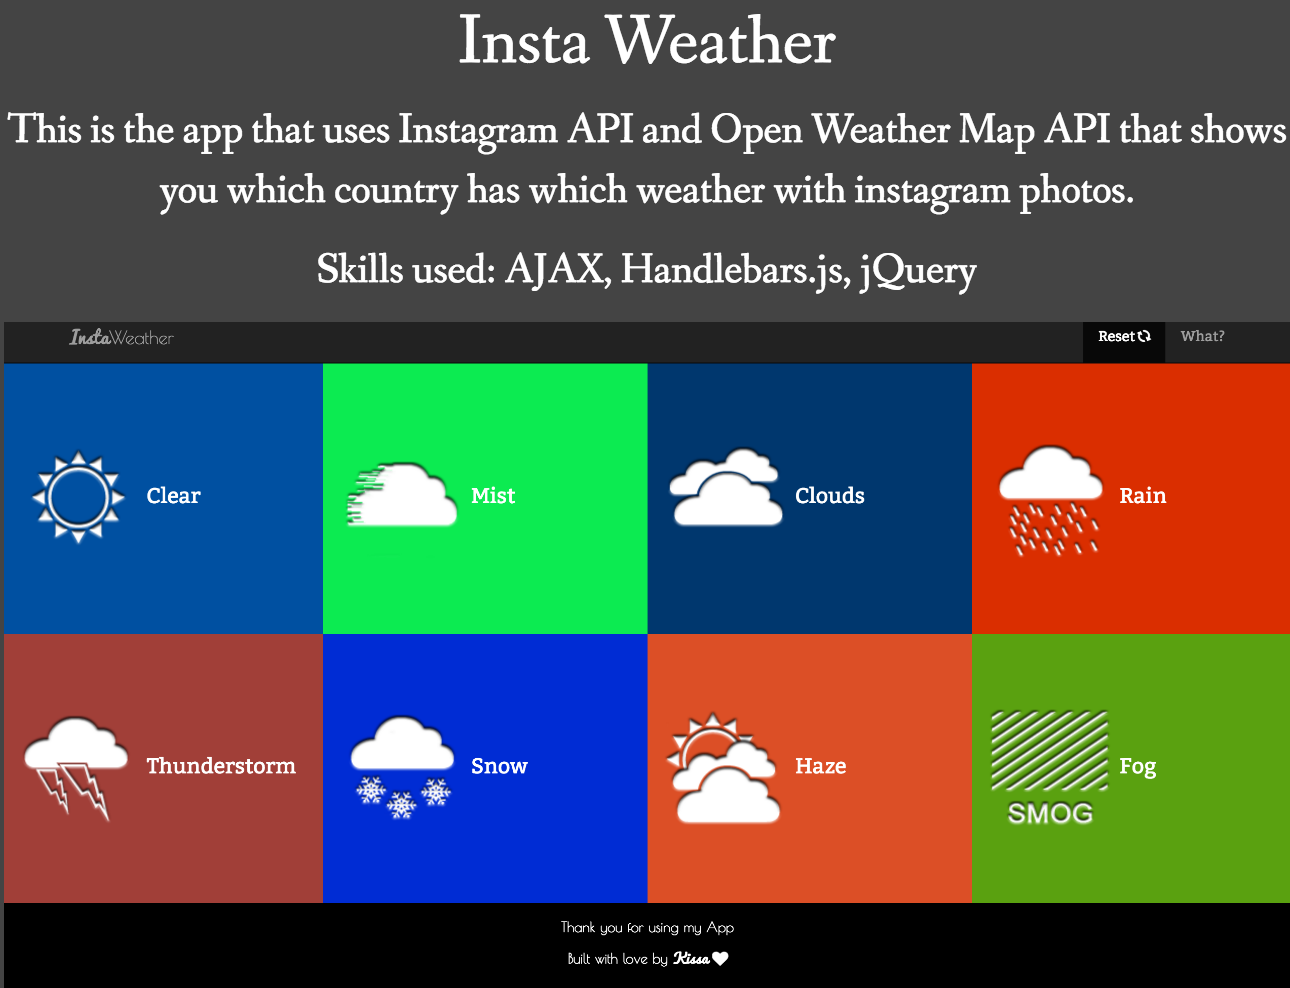 Insta Weather
This is the app that uses Instagram API and Open Weather Map API that shows
you which country has which weather with instagram photos.
Skills used: AJAX, Handlebars.js, jQuery
InstaWeather
Reset
What?
Clear
Mist
Clouds
Rain
Thunderstorm
Snow
Haze
Fog
SMOG
Thank you for using my App
Built with love by Kissa